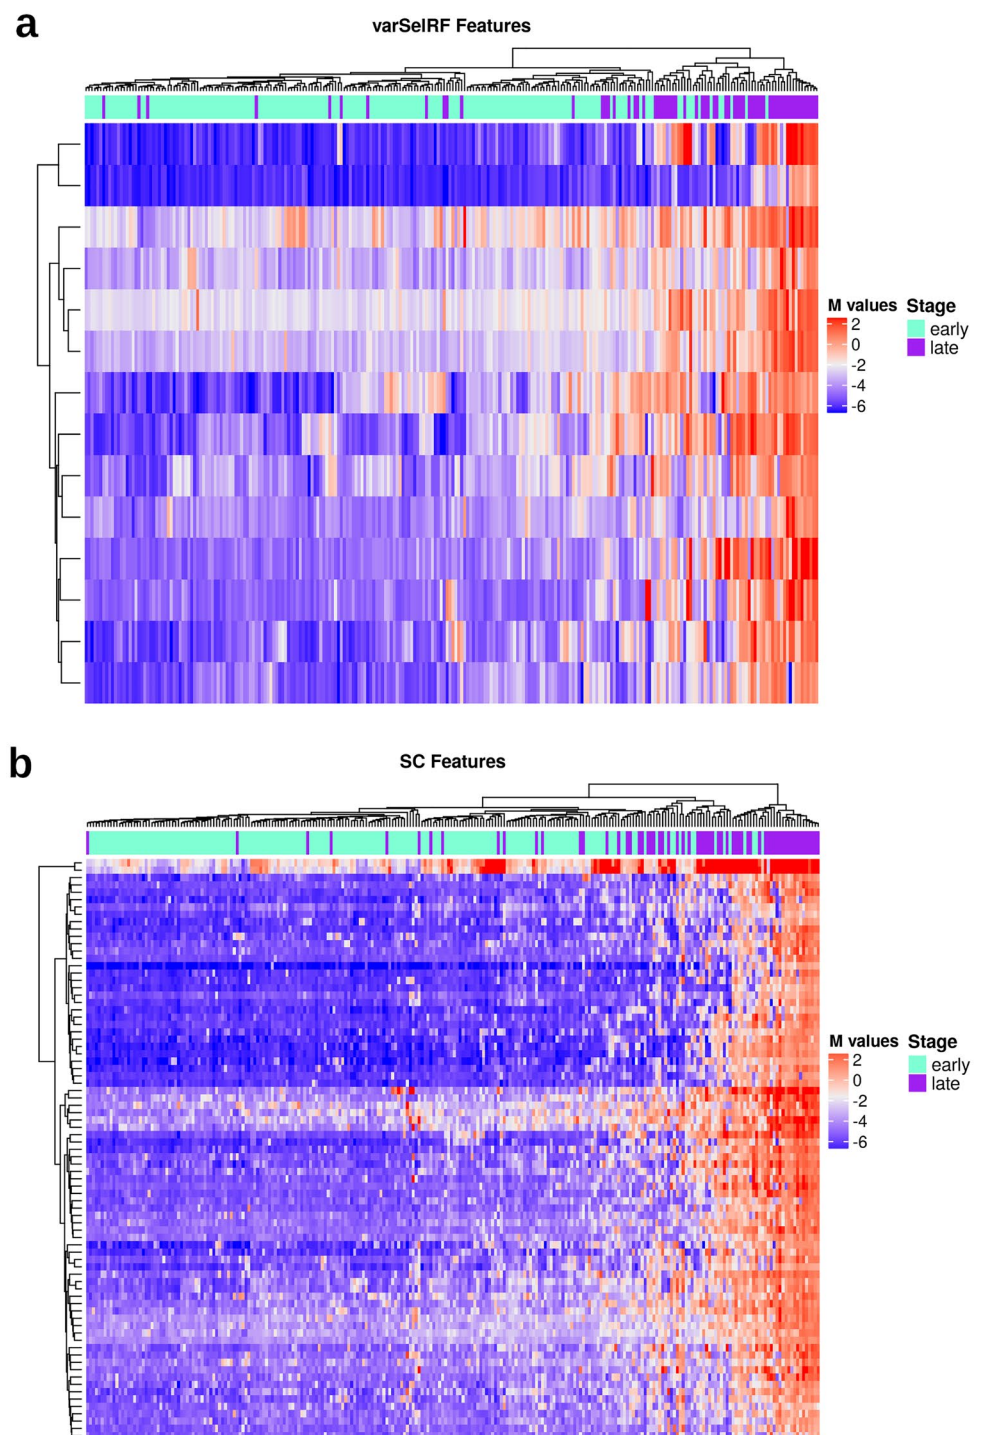 a
varSelRF Features
M values Stage
2 early
0 late
-2
-4
-6
b
SC Features
M values Stage
2 early
0 late
-2
-4
-6